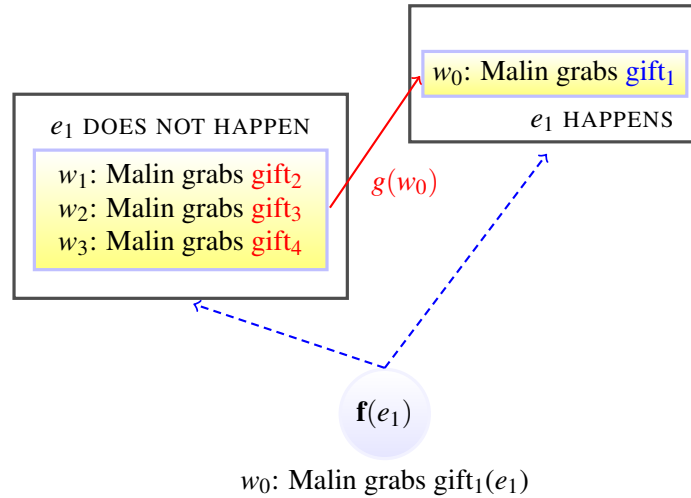 w₀: Malin grabs gift₁
e₁ HAPPENS
e₁ DOES NOT HAPPEN
w₁: Malin grabs gift₂
w₂: Malin grabs gift₃
w₃: Malin grabs gift₄
g(w₀)
f(e₁)
w₀: Malin grabs gift₁(e₁)